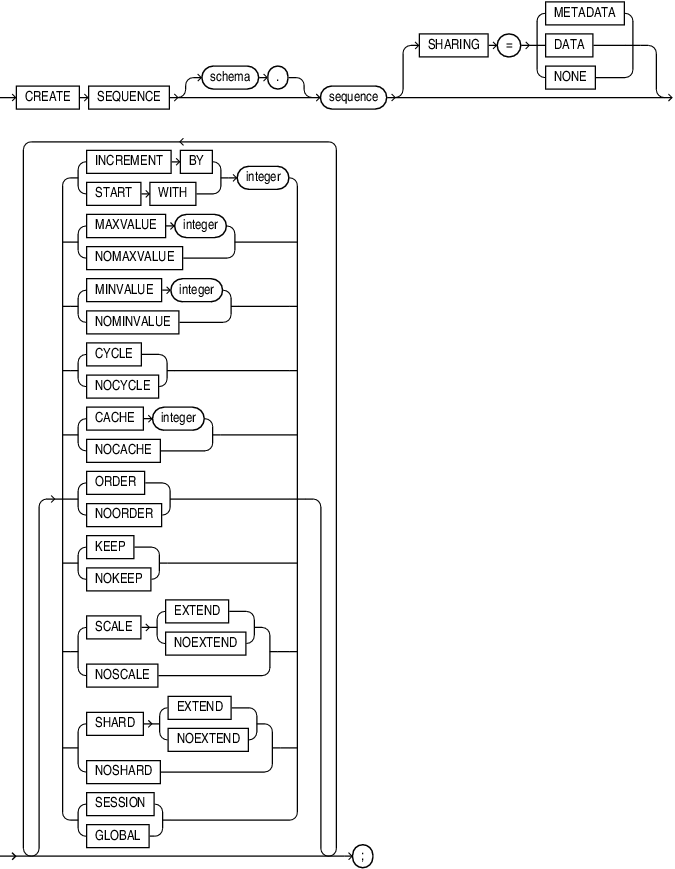 METADATA
SHARING = DATA
schema .
NONE
CREATE SEQUENCE sequence
INCREMENT BY
integer
START WITH
MAXVALUE integer
NOMAXVALUE
MINVALUE integer
NOMINVALUE
CYCLE
NOCYCLE
CACHE integer
NOCACHE
ORDER
NOORDER
KEEP
NOKEEP
EXTEND
SCALE
NOEXTEND
NOSCALE
EXTEND
SHARD
NOEXTEND
NOSHARD
SESSION
GLOBAL
;